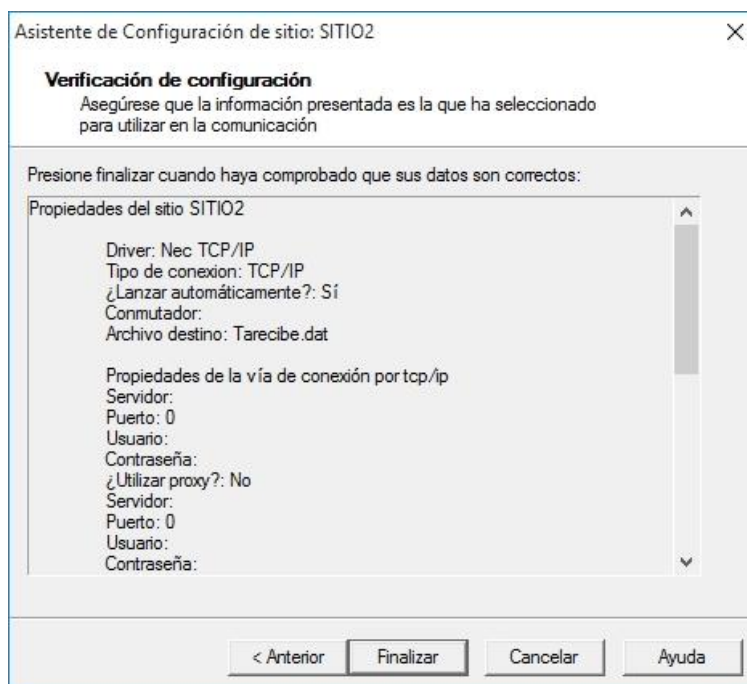 Asistente de Configuración de sitio: SITIO2
Verificación de configuración
Asegúrese que la información presentada es la que ha seleccionado
para utilizar en la comunicación
Presione finalizar cuando haya comprobado que sus datos son correctos:
Propiedades del sitio SITIO2
Driver: Nec TCP/IP
Tipo de conexion: TCP/IP
¿Lanzar automáticamente?: Sí
Conmutador:
Archivo destino: Tarecibe.dat
Propiedades de la vía de conexión por tcp/ip
Servidor:
Puerto: 0
Usuario:
Contraseña:
¿Utilizar proxy?: No
Servidor:
Puerto: 0
Usuario:
Contraseña:
< Anterior Finalizar Cancelar Ayuda